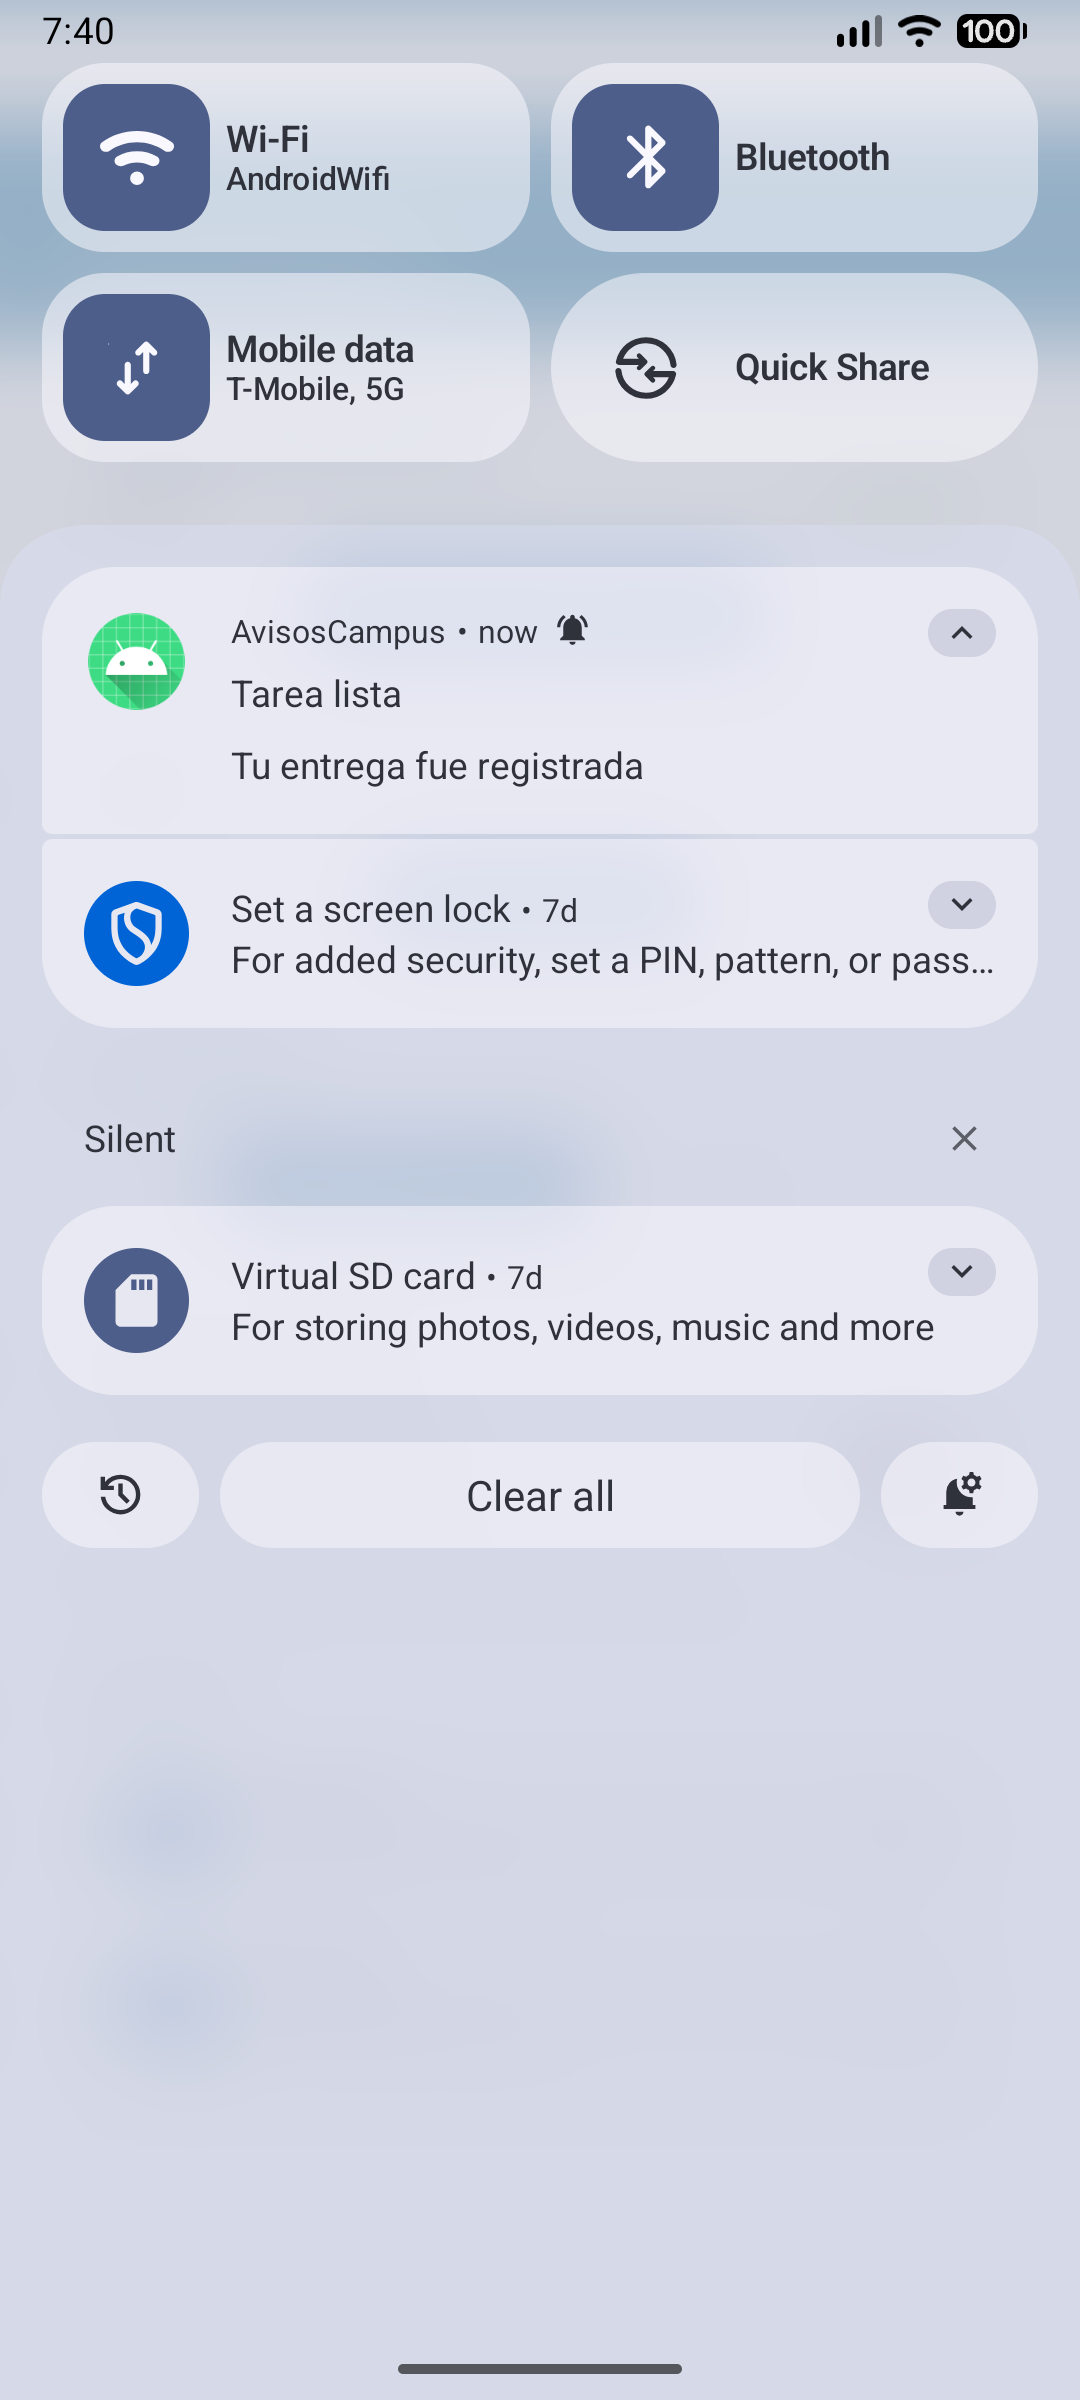 7:40
100
Wi-Fi
AndroidWifi
Bluetooth
Mobile data
T-Mobile, 5G
Quick Share
AvisosCampus • now
Tarea lista
Tu entrega fue registrada
Set a screen lock • 7d
For added security, set a PIN, pattern, or pass…
Silent
Virtual SD card • 7d
For storing photos, videos, music and more
Clear all